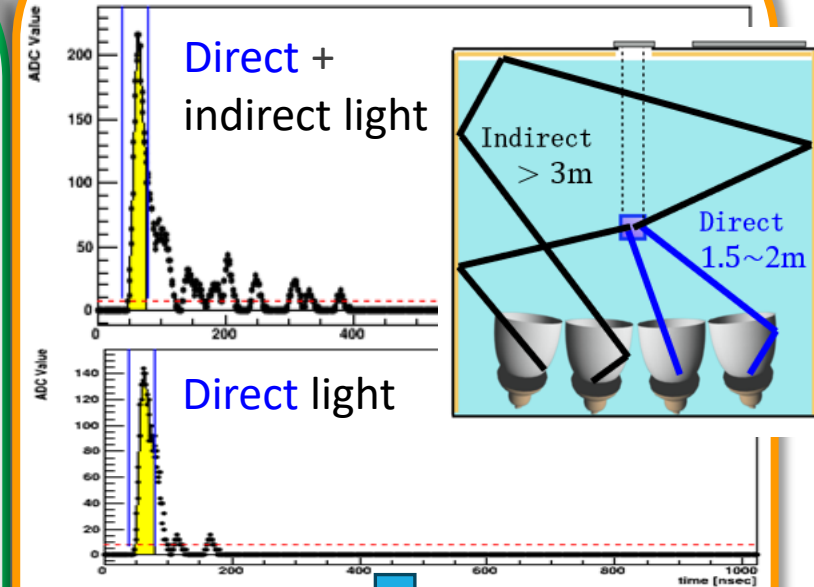 ADC Value
200
150
100
50
0
0
200
400
Direct +
indirect light
Indirect
> 3m
Direct
1.5~2m
ADC Value
140
120
100
80
60
40
20
0
Direct light
0
200
400
600
800
1000
time [nsec]